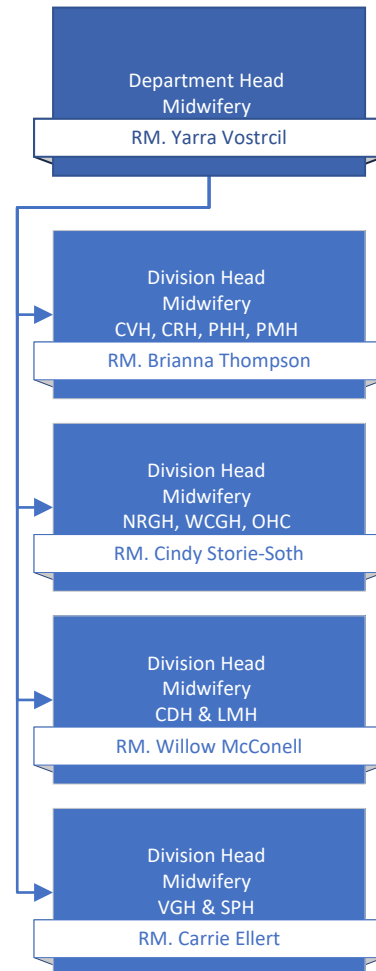 Department Head
Midwifery
RM. Yarra Vostrcil
Division Head
Midwifery
CVH, CRH, PHH, PMH
RM. Brianna Thompson
Division Head
Midwifery
NRGH, WCGH, OHC
RM. Cindy Storie-Soth
Division Head
Midwifery
CDH & LMH
RM. Willow McConell
Division Head
Midwifery
VGH & SPH
RM. Carrie Ellert